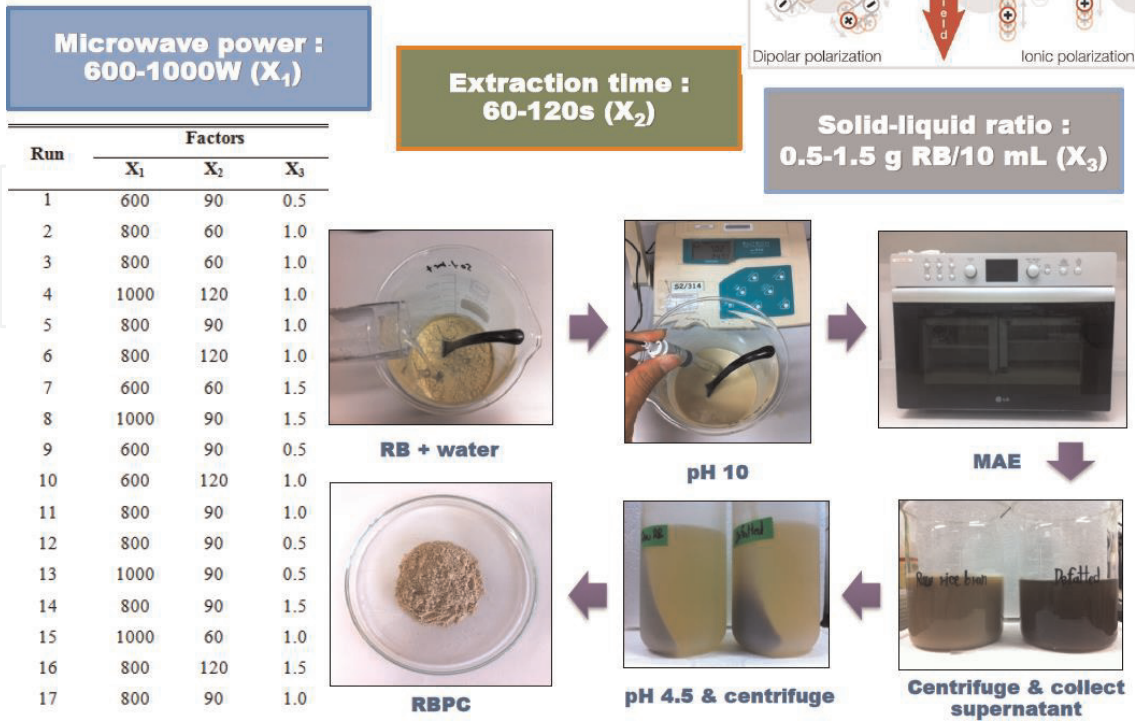 Dipolar polarization
Ionic polarization
Microwave power :
600-1000W (X₁)
Extraction time :
60-120s (X₂)
Solid-liquid ratio :
0.5-1.5 g RB/10 mL (X₃)
Run Factors
X₁ X₂ X₃
1 600 90 0.5
2 800 60 1.0
3 800 60 1.0
4 1000 120 1.0
5 800 90 1.0
6 800 120 1.0
7 600 60 1.5
8 1000 90 1.5
9 600 90 0.5
10 600 120 1.0
11 800 90 1.0
12 800 90 0.5
13 1000 90 0.5
14 800 90 1.5
15 1000 60 1.0
16 800 120 1.5
17 800 90 1.0
RB + water
52/314
pH 10
LG
MAE
Raw rice bran
Defatted
Centrifuge & collect
supernatant
RB
Defatted
pH 4.5 & centrifuge
RBPC